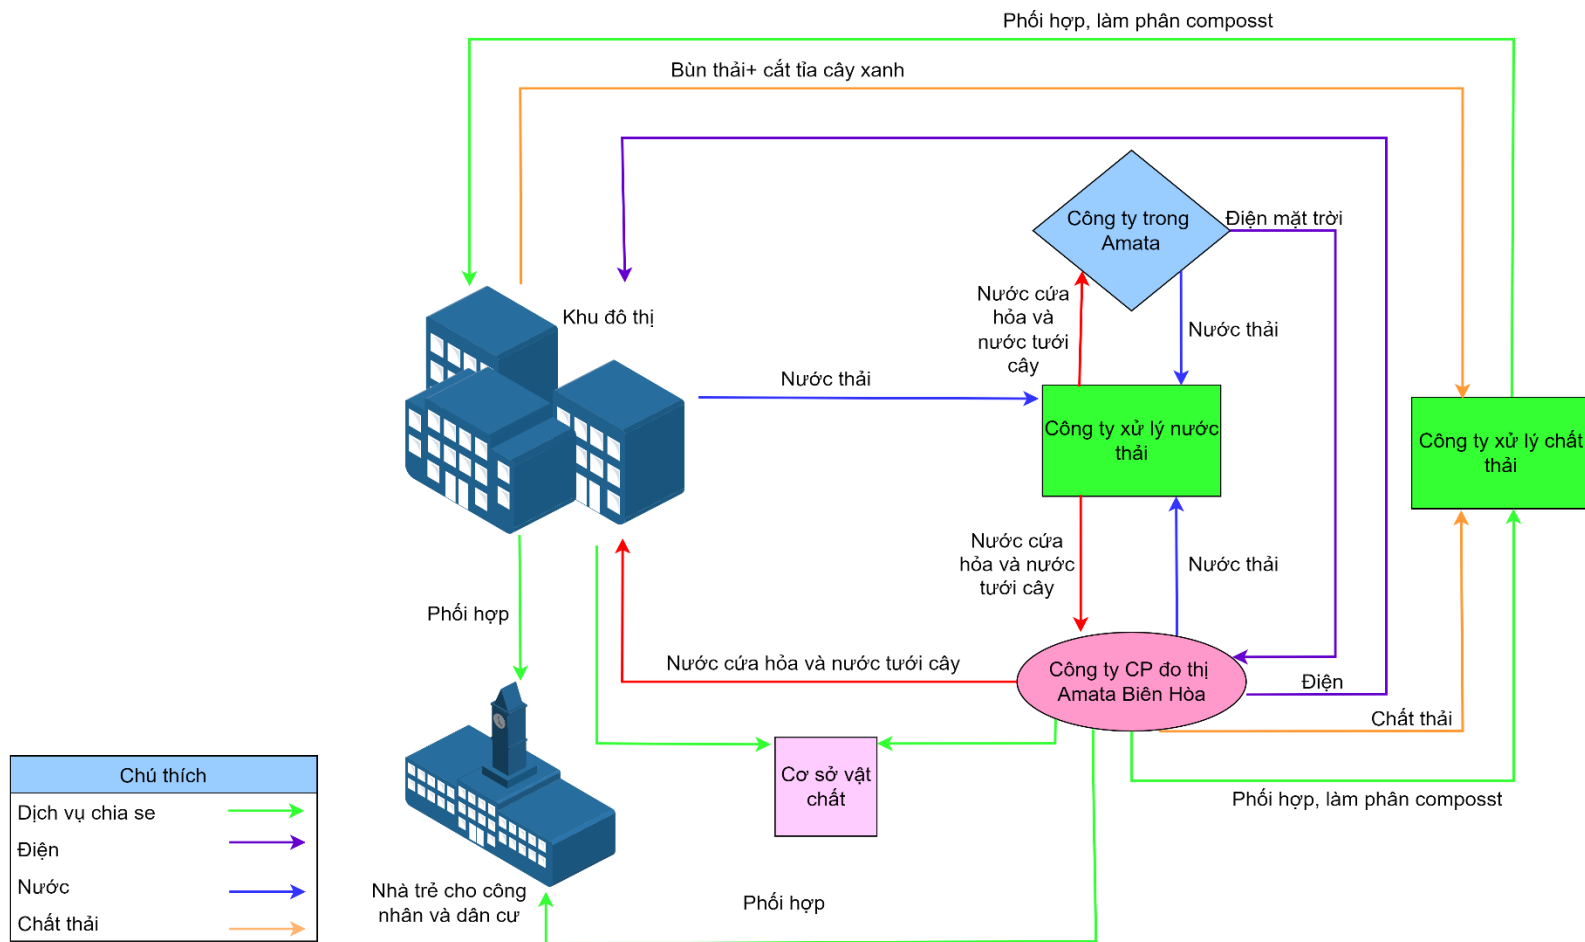 Phối hợp, làm phân composst
Bùn thải+ cắt tỉa cây xanh
Công ty trong
Amata
Điện mặt trời
Khu đô thị
Nước cứa
hỏa và
nước tưới
cây
Nước thải
Nước thải
Công ty xử lý nước
thải
Công ty xử lý chất
thải
Nước cứa
hỏa và nước
tưới cây
Nước thải
Phối hợp
Nước cứa hỏa và nước tưới cây
Công ty CP đo thị
Amata Biên Hòa
Điện
Chất thải
Cơ sở vật
chất
Phối hợp, làm phân composst
Chú thích
Dịch vụ chia se
Điện
Nước
Chất thải
Nhà trẻ cho công
nhân và dân cư
Phối hợp